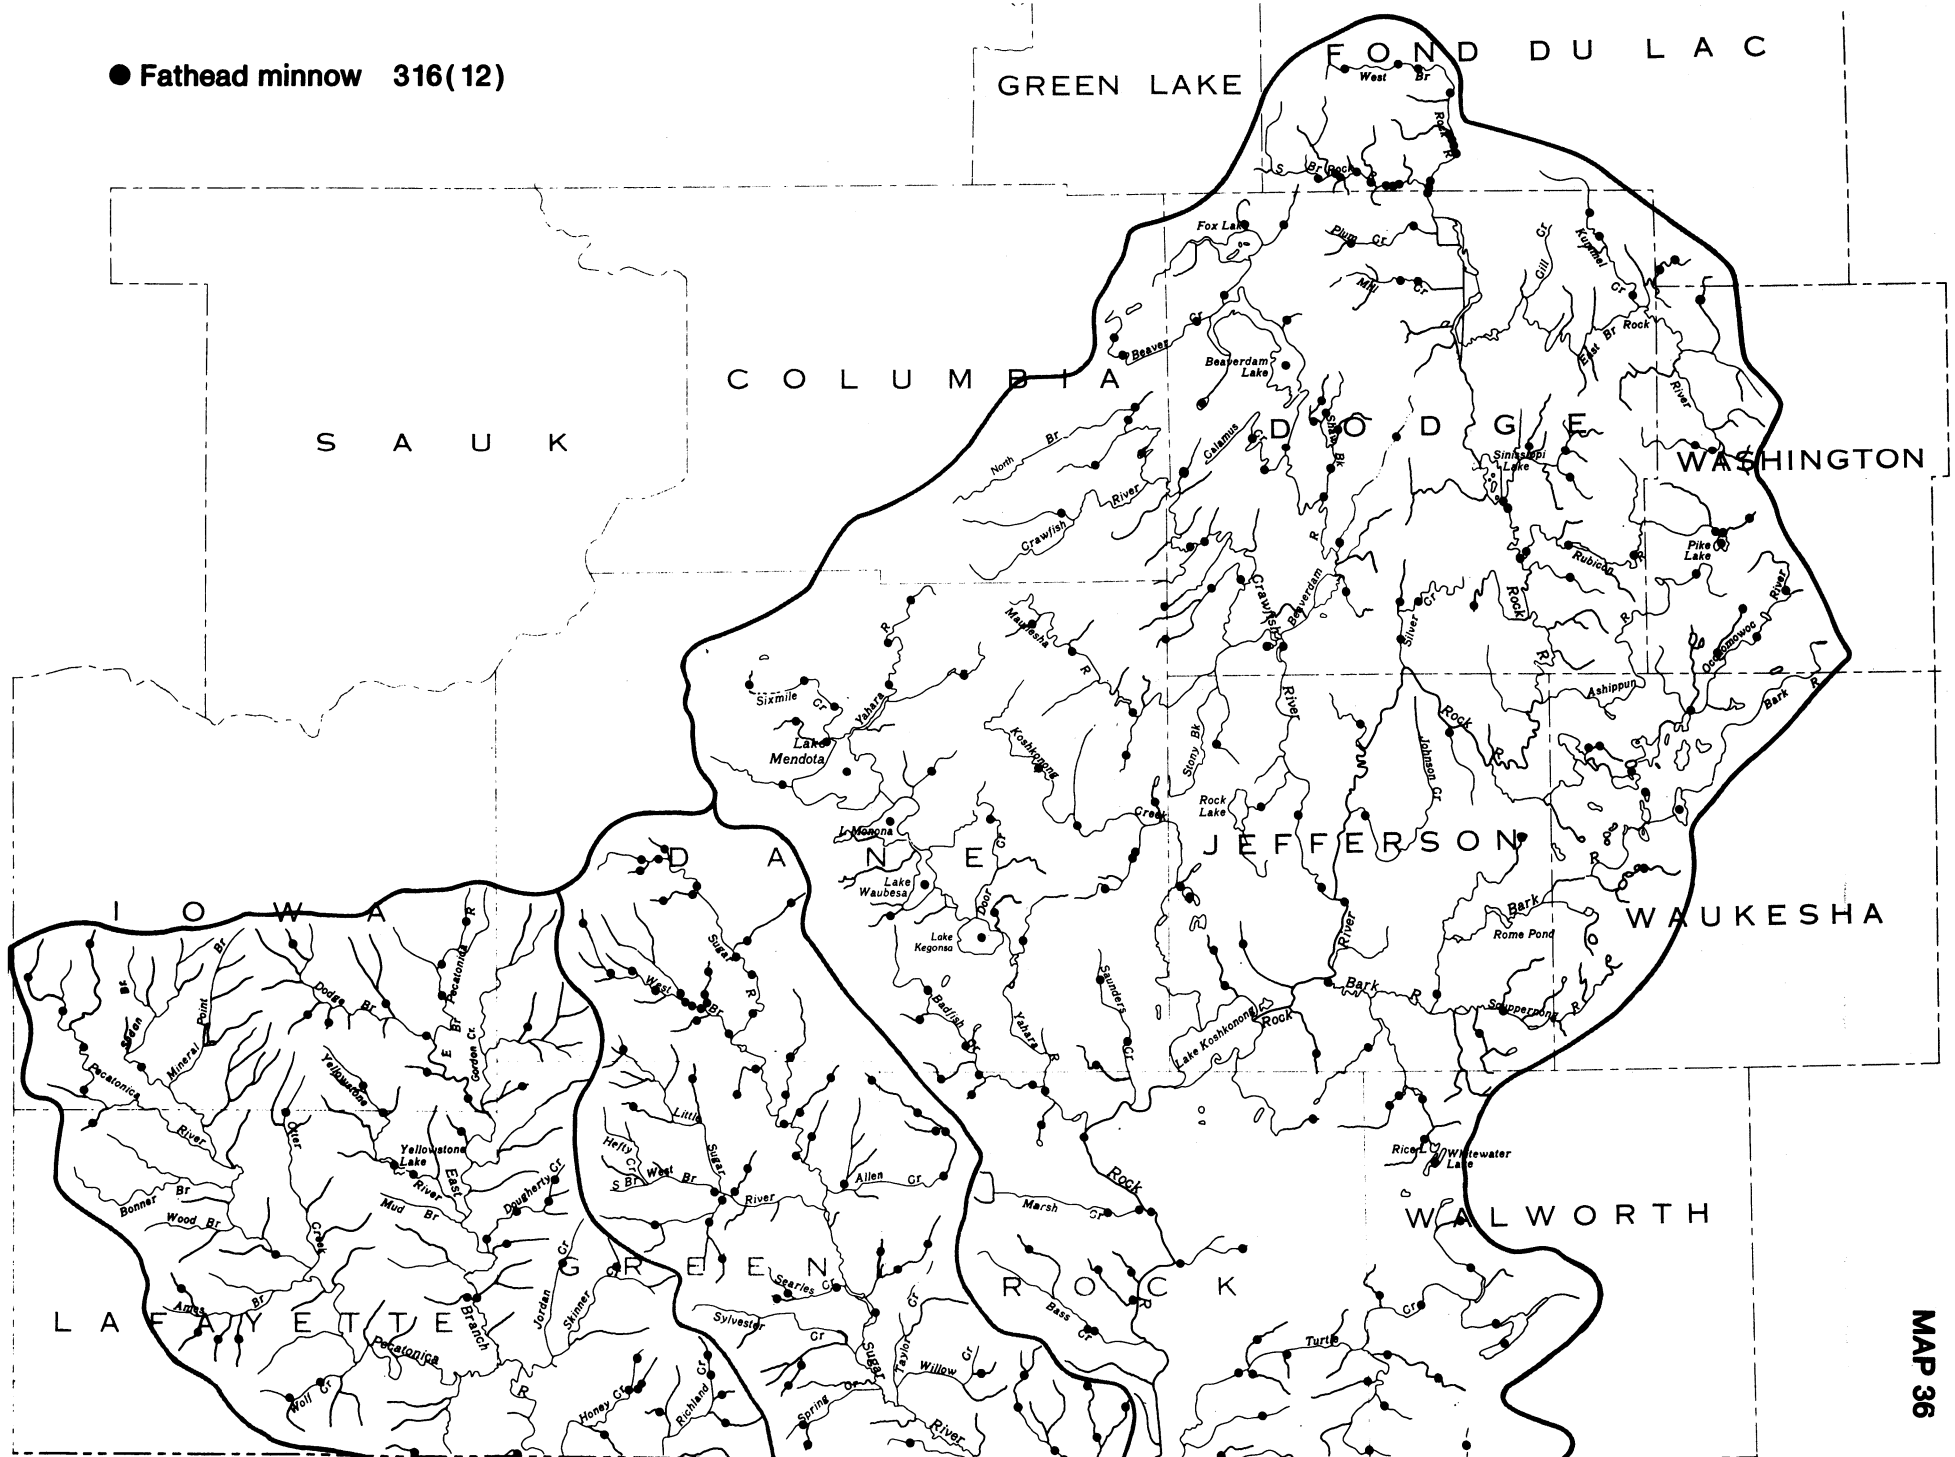 ● Fathead minnow 316(12)
FOND DU LAC
GREEN LAKE
West Br
Rock R
S Br Rock R
Fox Lake
Plum Cr
Gill Cr
Kummel Cr
Mill Cr
Beaver Cr
East Br Rock River
Beaverdam Lake
COLUMBIA
SAUK
DODGE
WASHINGTON
North Br
Calamus Cr
Shaw Bk
Sinissippi Lake
Crawfish River
Pike Lake
Rubicon R
Beaverdam R
Crawfish River
Rock R
Silver Cr
Maunesha R
Oconomowoc River
Ashippun R
Bark R
Sixmile Cr
Yahara R
Lake Mendota
Koshkonong Creek
Stony Bk
Johnson Cr
Rock R
Rock Lake
L Monona
JEFFERSON
DANE
Lake Waubesa
Door Cr
Lake Kegonsa
IOWA
WAUKESHA
Bark R
Rome Pond
River
Bark R
Scuppernong R
Lake Koshkonong
Rock
Saunders Cr
Badfish Cr
Yahara R
Sugar R
West Br
Pecatonica R
E Br
Gordon Cr
Dodge Br
Mineral Point Br
Pecatonica River
Yellowstone
Yellowstone Lake
River
Otter Creek
East
Dougherty Cr
Mud Br
Bonner Br
Wood Br
Little Sugar River
Hefty Cr
West Br
S Br
Allen Cr
Rice L
Whitewater Lake
Rock
Marsh Cr
WALWORTH
GREEN
ROCK
Searles Cr
Sylvester Cr
Jordan Cr
Skinner Cr
Ames Br
LAFAYETTE
Branch
Pecatonica R
Wolf Cr
Honey Cr
Richland Cr
Spring Cr
Sugar River
Taylor Cr
Willow Cr
Bass Cr
R
Turtle Cr
MAP 36